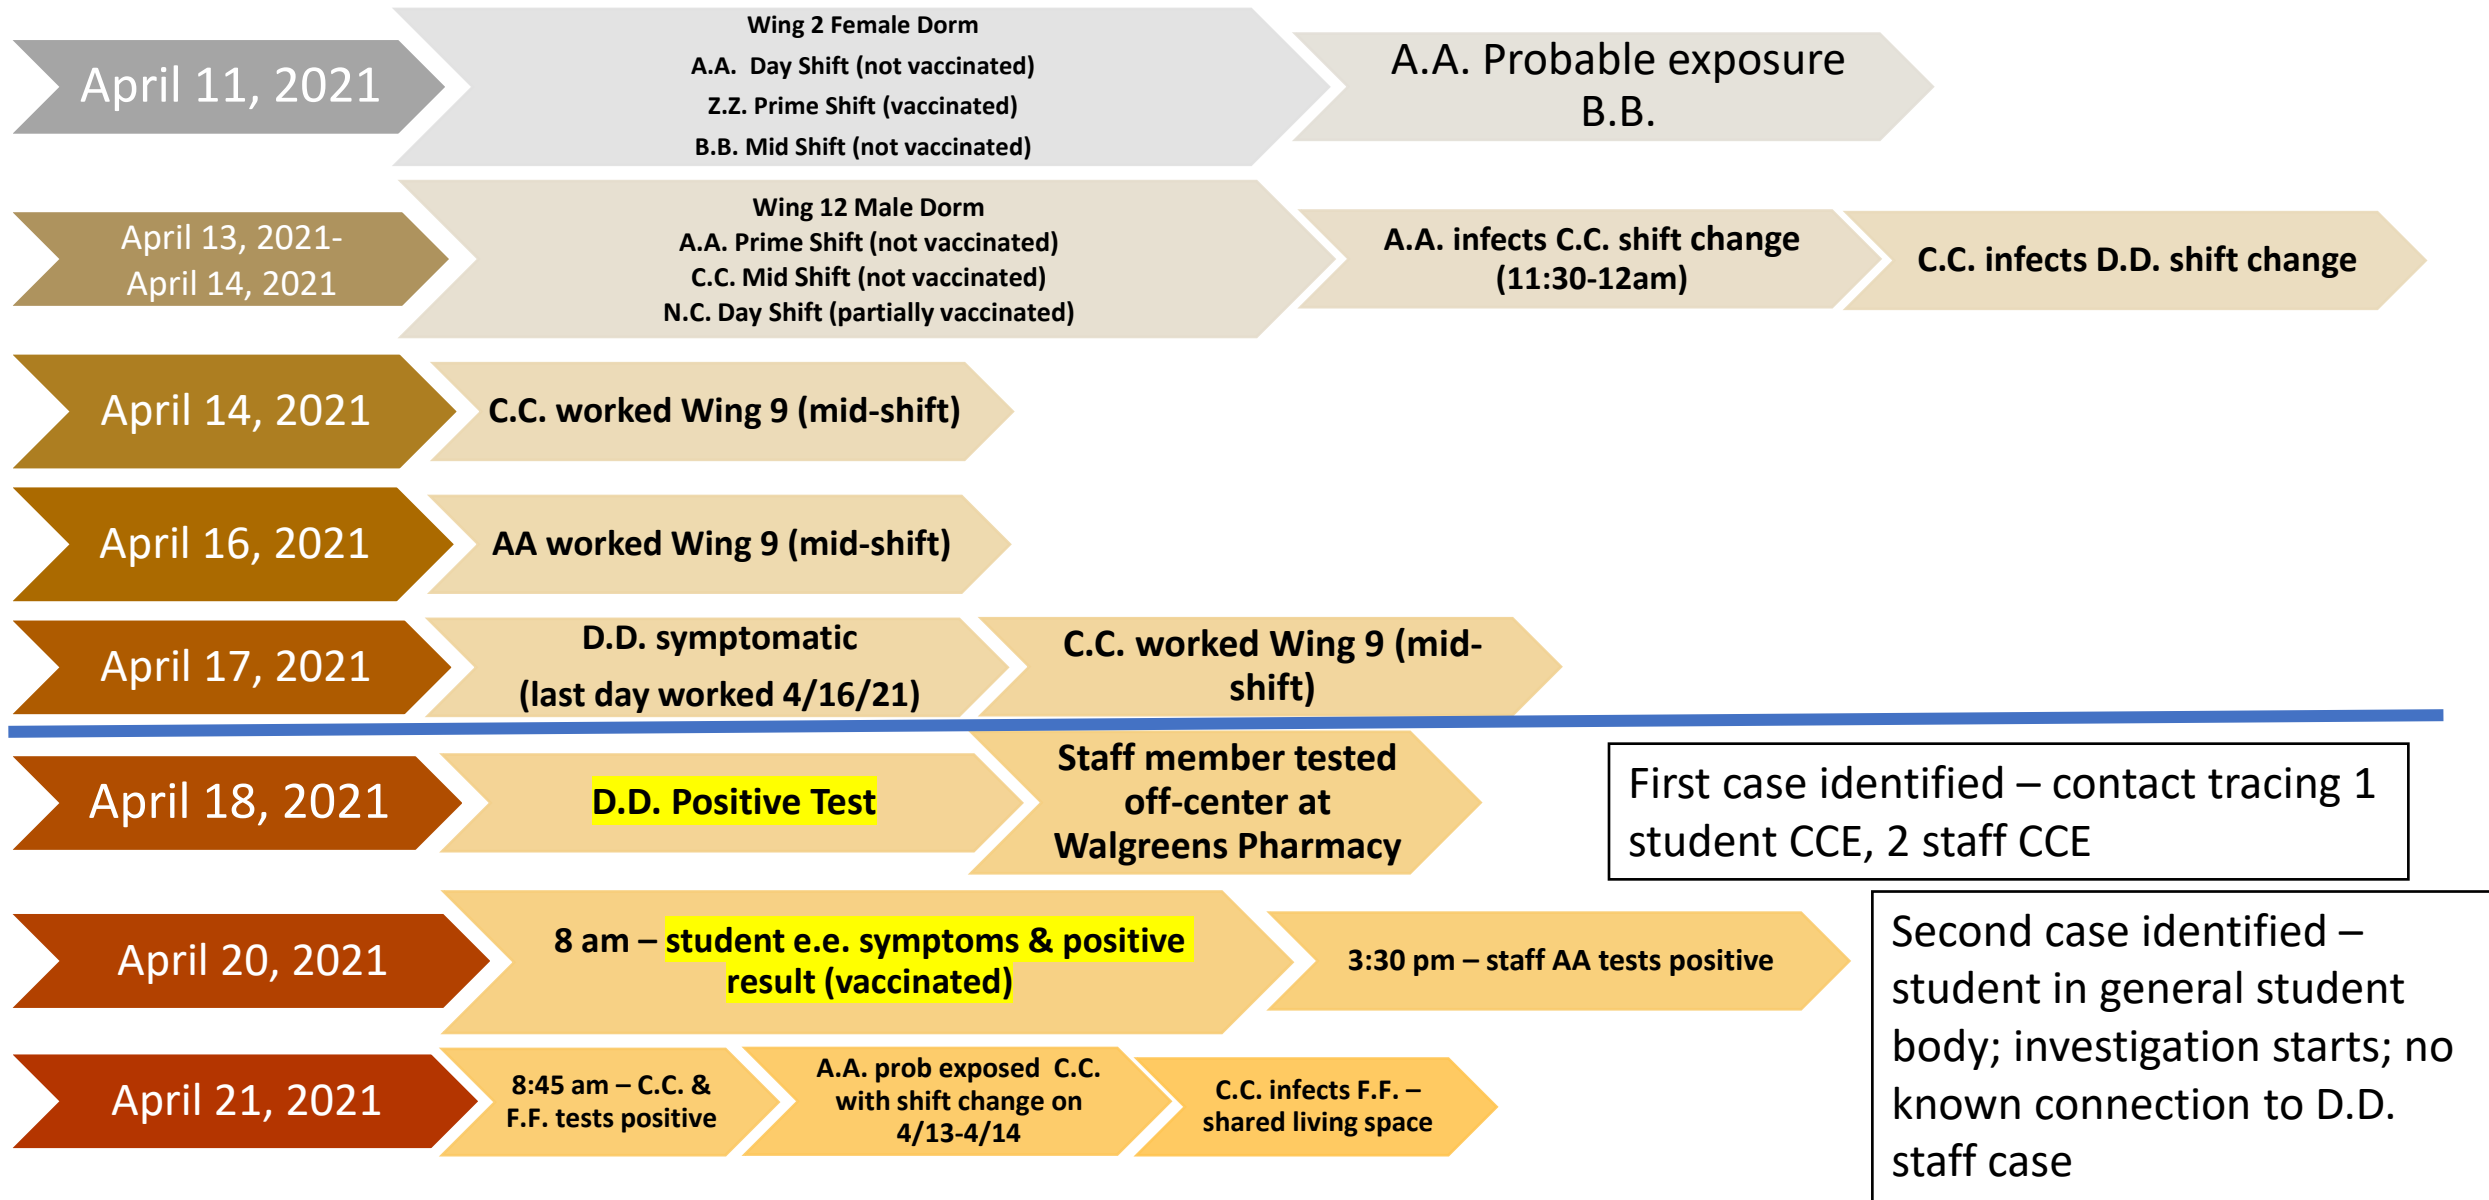 April 11, 2021
Wing 2 Female Dorm
A.A. Day Shift (not vaccinated)
Z.Z. Prime Shift (vaccinated)
B.B. Mid Shift (not vaccinated)
A.A. Probable exposure
B.B.
April 13, 2021-
April 14, 2021
Wing 12 Male Dorm
A.A. Prime Shift (not vaccinated)
C.C. Mid Shift (not vaccinated)
N.C. Day Shift (partially vaccinated)
A.A. infects C.C. shift change
(11:30-12am)
C.C. infects D.D. shift change
April 14, 2021
C.C. worked Wing 9 (mid-shift)
April 16, 2021
AA worked Wing 9 (mid-shift)
April 17, 2021
D.D. symptomatic
(last day worked 4/16/21)
C.C. worked Wing 9 (mid-
shift)
April 18, 2021
D.D. Positive Test
Staff member tested
off-center at
Walgreens Pharmacy
First case identified – contact tracing 1
student CCE, 2 staff CCE
April 20, 2021
8 am – student e.e. symptoms & positive
result (vaccinated)
3:30 pm – staff AA tests positive
Second case identified –
student in general student
body; investigation starts; no
known connection to D.D.
staff case
April 21, 2021
8:45 am – C.C. &
F.F. tests positive
A.A. prob exposed C.C.
with shift change on
4/13-4/14
C.C. infects F.F. –
shared living space